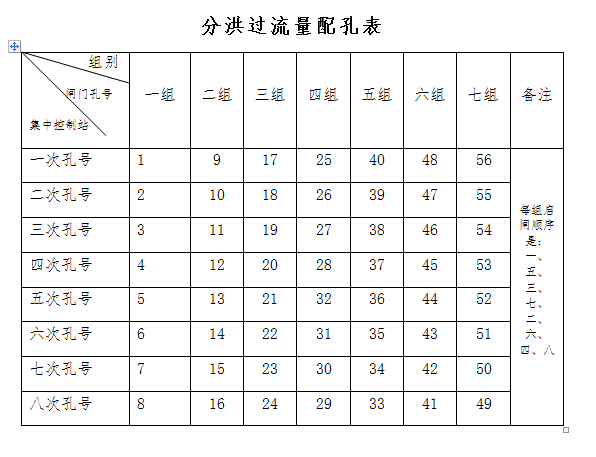 分洪过流量配孔表
组别
闸门孔号
集中控制站
一组 二组 三组 四组 五组 六组 七组 备注
一次孔号 1 9 17 25 40 48 56
二次孔号 2 10 18 26 39 47 55
三次孔号 3 11 19 27 38 46 54
四次孔号 4 12 20 28 37 45 53
五次孔号 5 13 21 32 36 44 52
六次孔号 6 14 22 31 35 43 51
七次孔号 7 15 23 30 34 42 50
八次孔号 8 16 24 29 33 41 49
每组启
闸顺序
是：
一、
五、
三、
七、
二、
六、
四、八